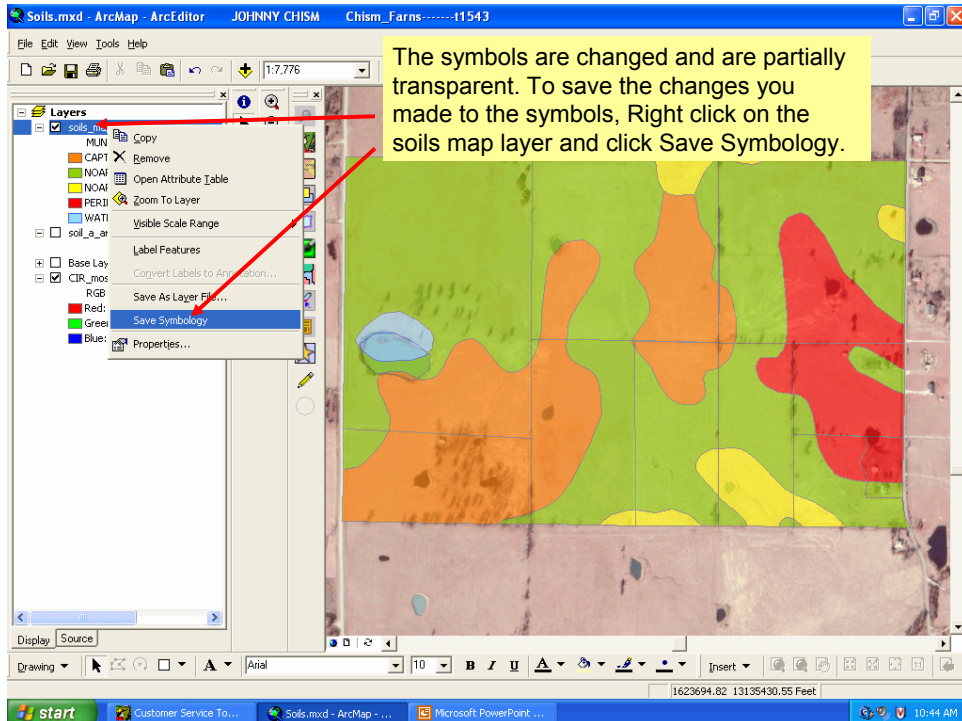 Soils.mxd - ArcMap - ArcEditor JOHNNY CHISM Chism_Farns-------t1543
File Edit View Tools Help
1:7,776
The symbols are changed and are partially
transparent. To save the changes you
made to the symbols, Right click on the
soils map layer and click Save Symbology.
Layers
soils_ma
MUN
CAPT
NOAR
NOAR
PERI
WATE
soil_a_ar
Base Lay
CIR_mos
RGB
Red:
Green
Blue:
Copy
Remove
Open Attribute Table
Zoom To Layer
Visible Scale Range
Label Features
Convert Labels to Annotation...
Save As Layer File...
Save Symbology
Properties...
Display Source
Drawing A Arial 10 B I U A Insert
1623694.82 13135430.55 Feet
start Customer Service To... Soils.mxd - ArcMap - ... Microsoft PowerPoint ... 10:44 AM